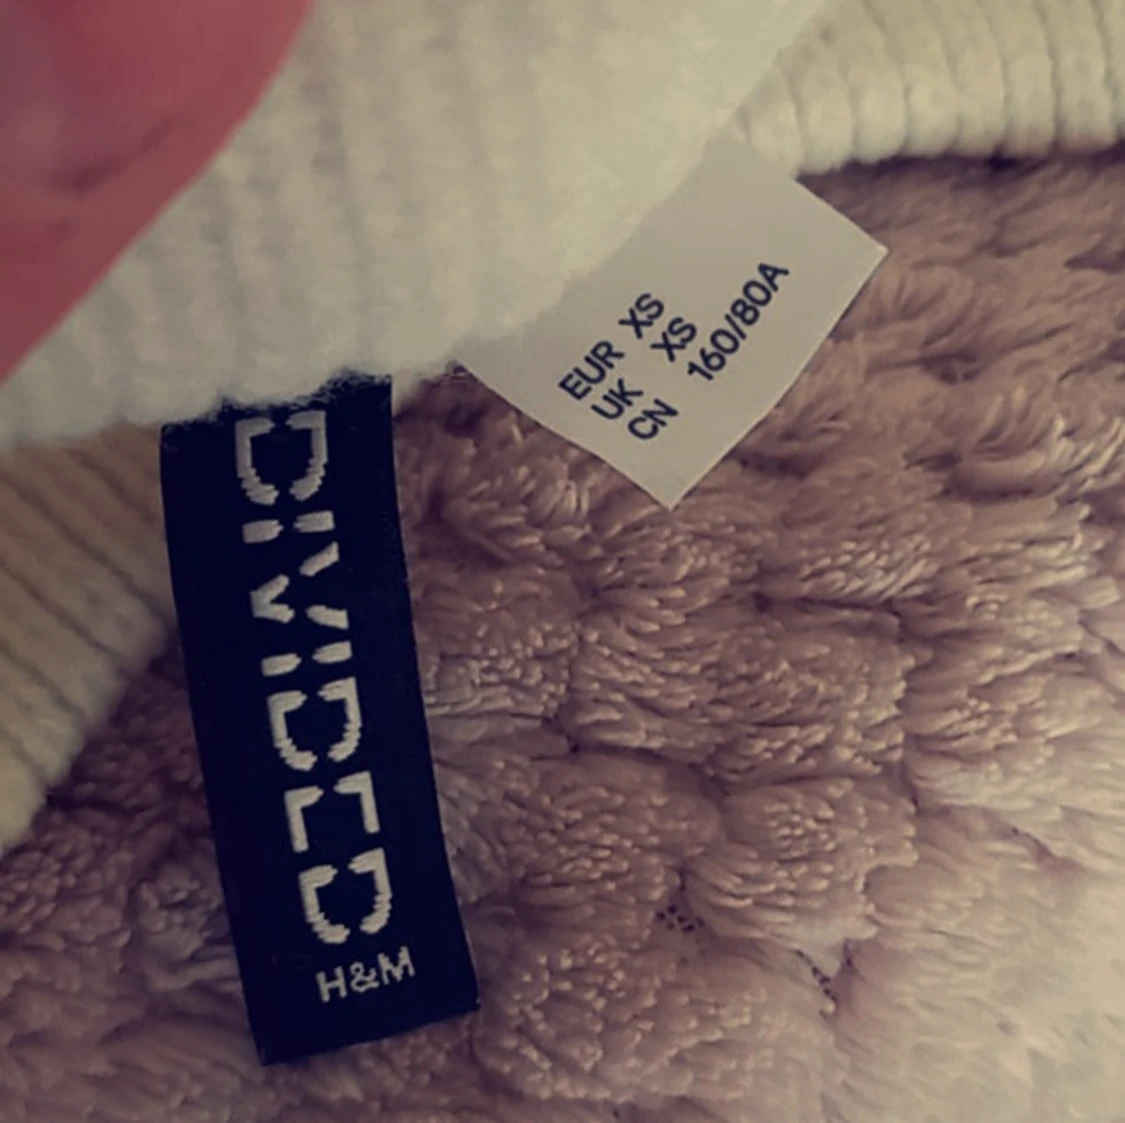 DIVIDED
H&M
EUR XS
UK XS
CN 160/80A